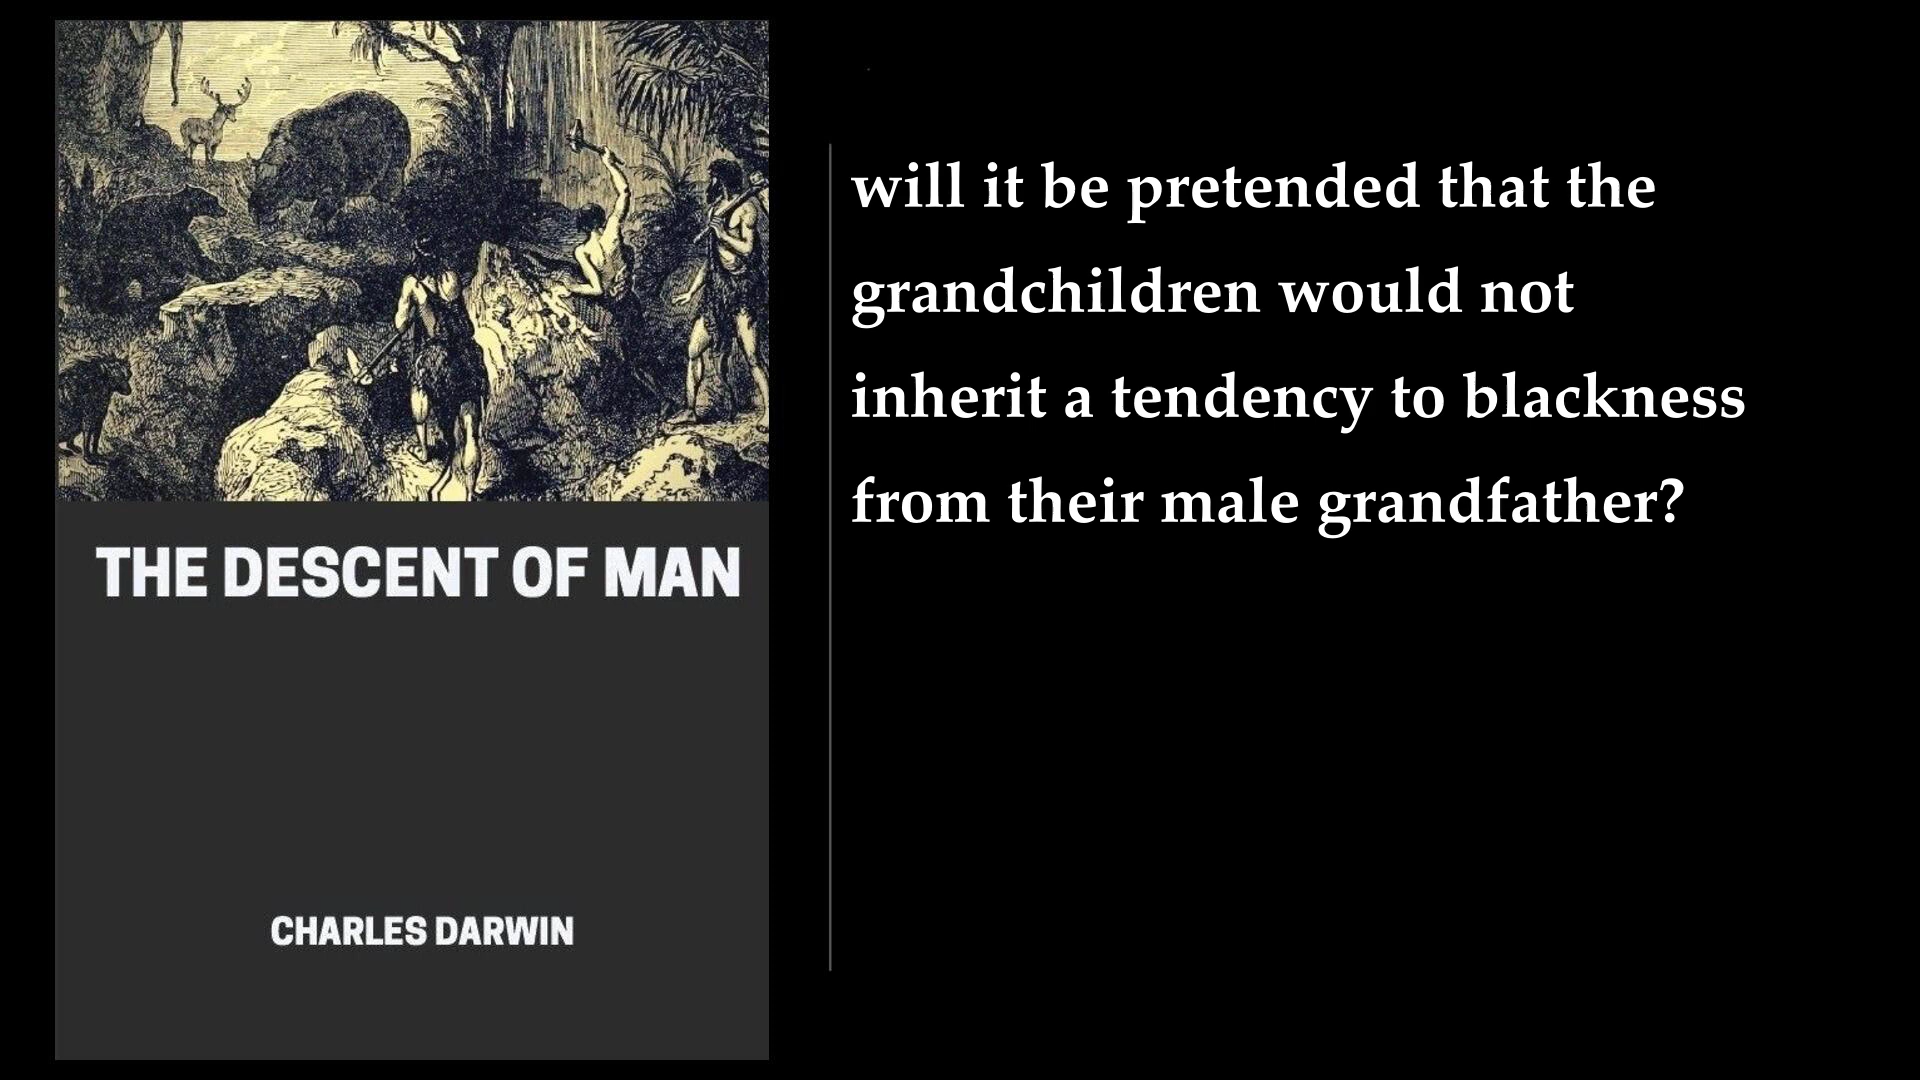 THE DESCENT OF MAN
CHARLES DARWIN
will it be pretended that the
grandchildren would not
inherit a tendency to blackness
from their male grandfather?